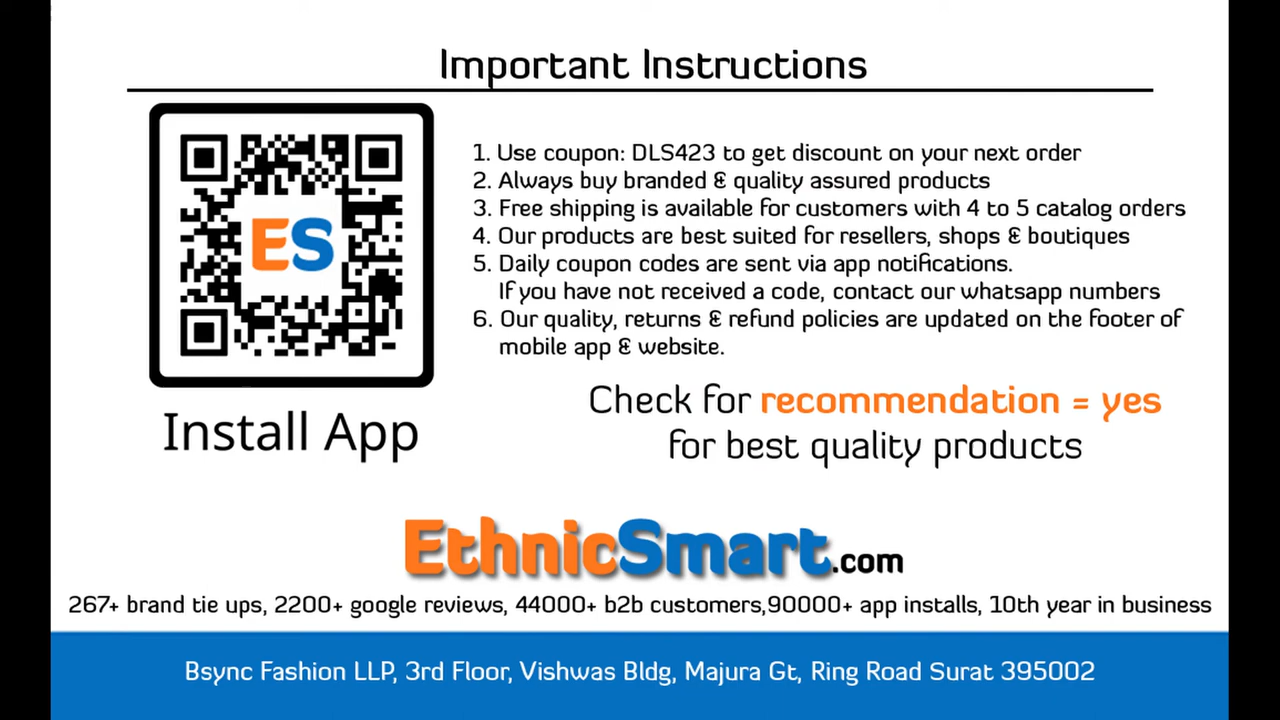 Important Instructions
1. Use coupon: DLS423 to get discount on your next order
2. Always buy branded & quality assured products
3. Free shipping is available for customers with 4 to 5 catalog orders
4. Our products are best suited for resellers, shops & boutiques
5. Daily coupon codes are sent via app notifications.
If you have not received a code, contact our whatsapp numbers
6. Our quality, returns & refund policies are updated on the footer of
mobile app & website.
ES
Install App
Check for recommendation = yes
for best quality products
EthnicSmart.com
267+ brand tie ups, 2200+ google reviews, 44000+ b2b customers,90000+ app installs, 10th year in business
Bsync Fashion LLP, 3rd Floor, Vishwas Bldg, Majura Gt, Ring Road Surat 395002